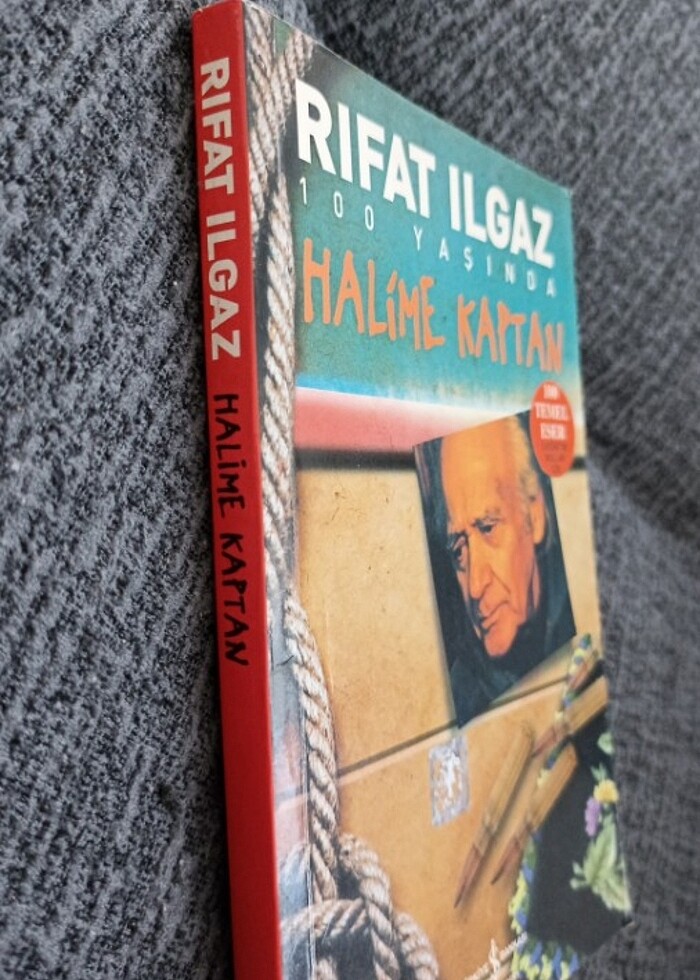 RIFAT ILGAZ HALİME KAPTAN
RIFAT ILGAZ
100 YAŞINDA
HALİME KAPTAN
100
TEMEL
ESER